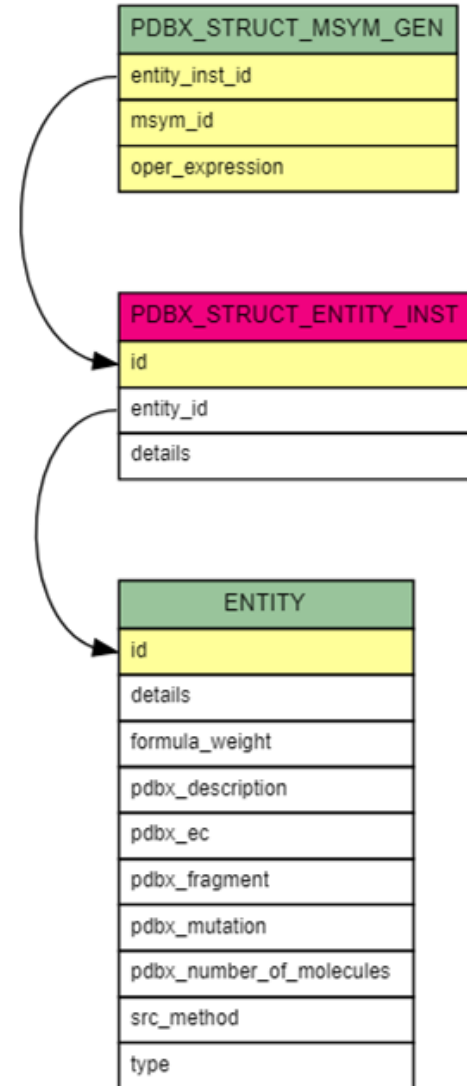 PDBX_STRUCT_MSYM_GEN
entity_inst_id
msym_id
oper_expression
PDBX_STRUCT_ENTITY_INST
id
entity_id
details
ENTITY
id
details
formula_weight
pdbx_description
pdbx_ec
pdbx_fragment
pdbx_mutation
pdbx_number_of_molecules
src_method
type